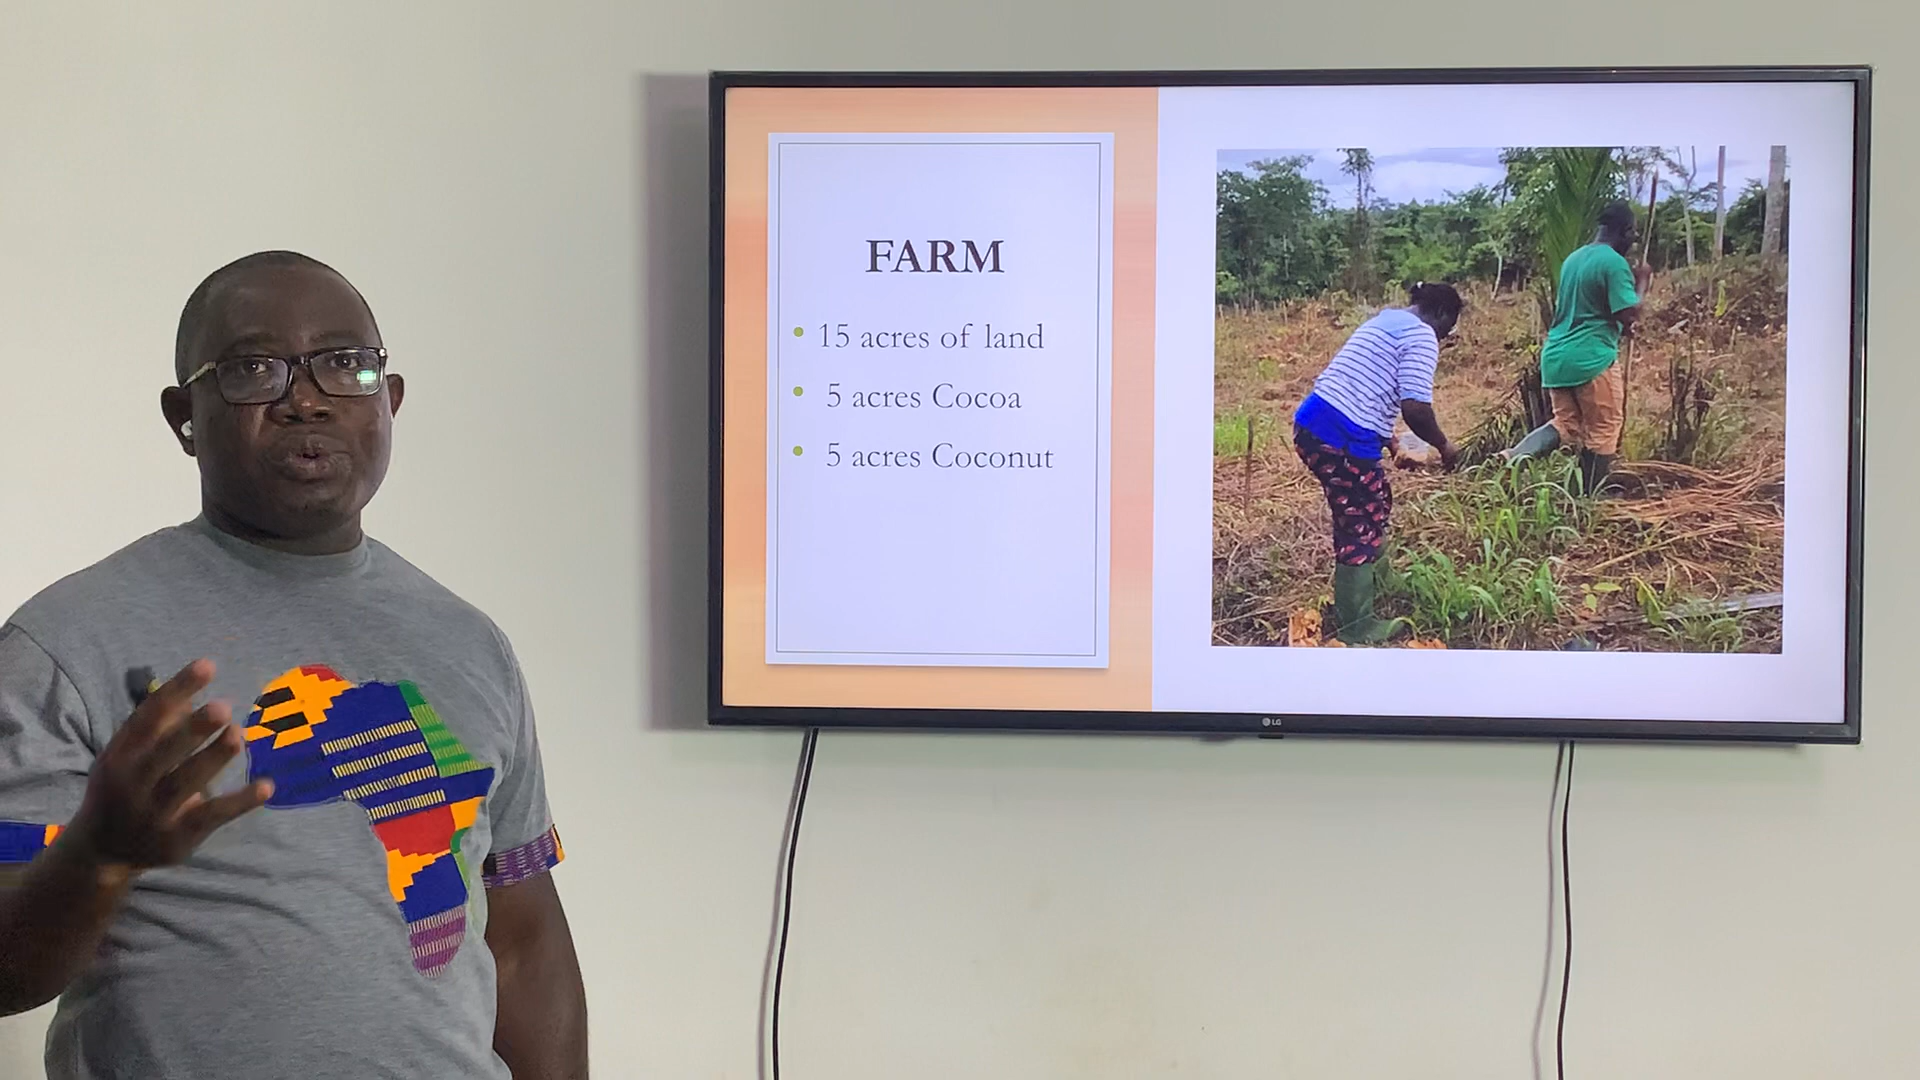 FARM
15 acres of land
5 acres Cocoa
5 acres Coconut
LG